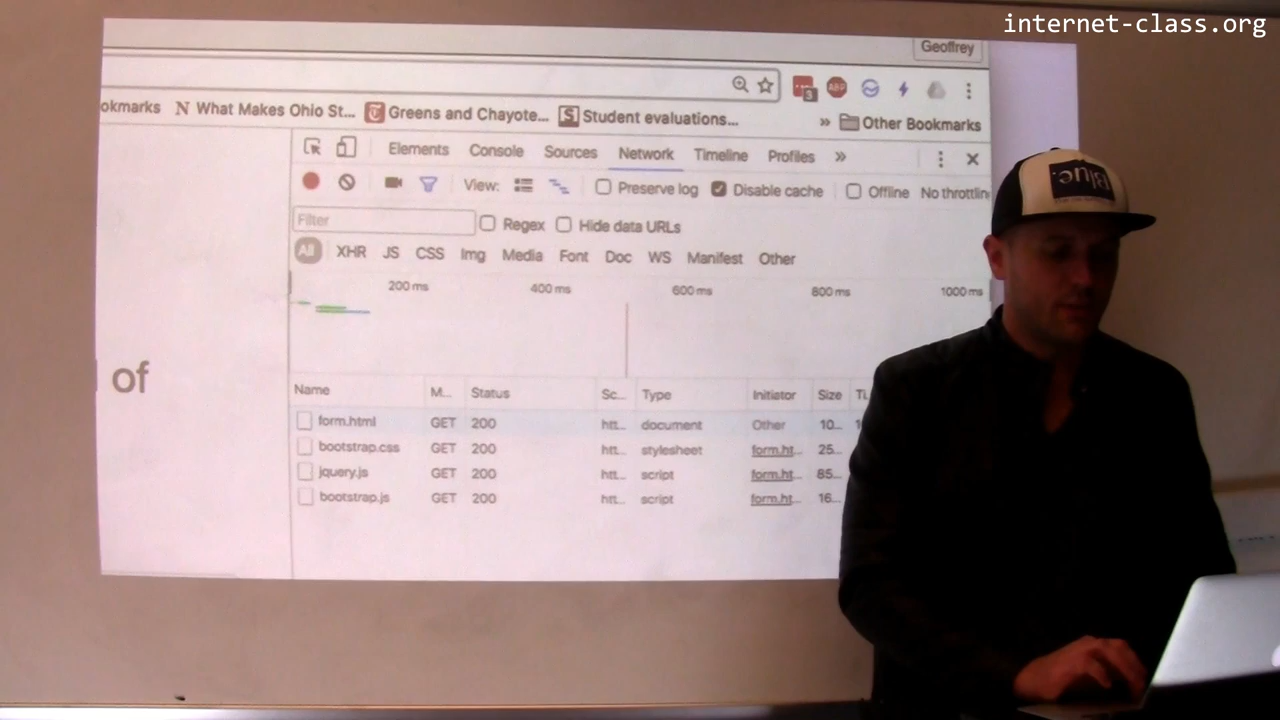 internet-class.org
Geoffrey
okmarks What Makes Ohio St... Greens and Chayote... Student evaluations... » Other Bookmarks
Elements Console Sources Network Timeline Profiles »
View: Preserve log Disable cache Offline No throttlin
Filter Regex Hide data URLs
All XHR JS CSS Img Media Font Doc WS Manifest Other
200 ms 400 ms 600 ms 800 ms 1000 ms
of
Name M... Status Sc... Type Initiator Size Ti
form.html GET 200 htt... document Other 10...
bootstrap.css GET 200 htt... stylesheet form.ht... 25...
jquery.js GET 200 htt... script form.ht... 85...
bootstrap.js GET 200 htt... script form.ht... 16...